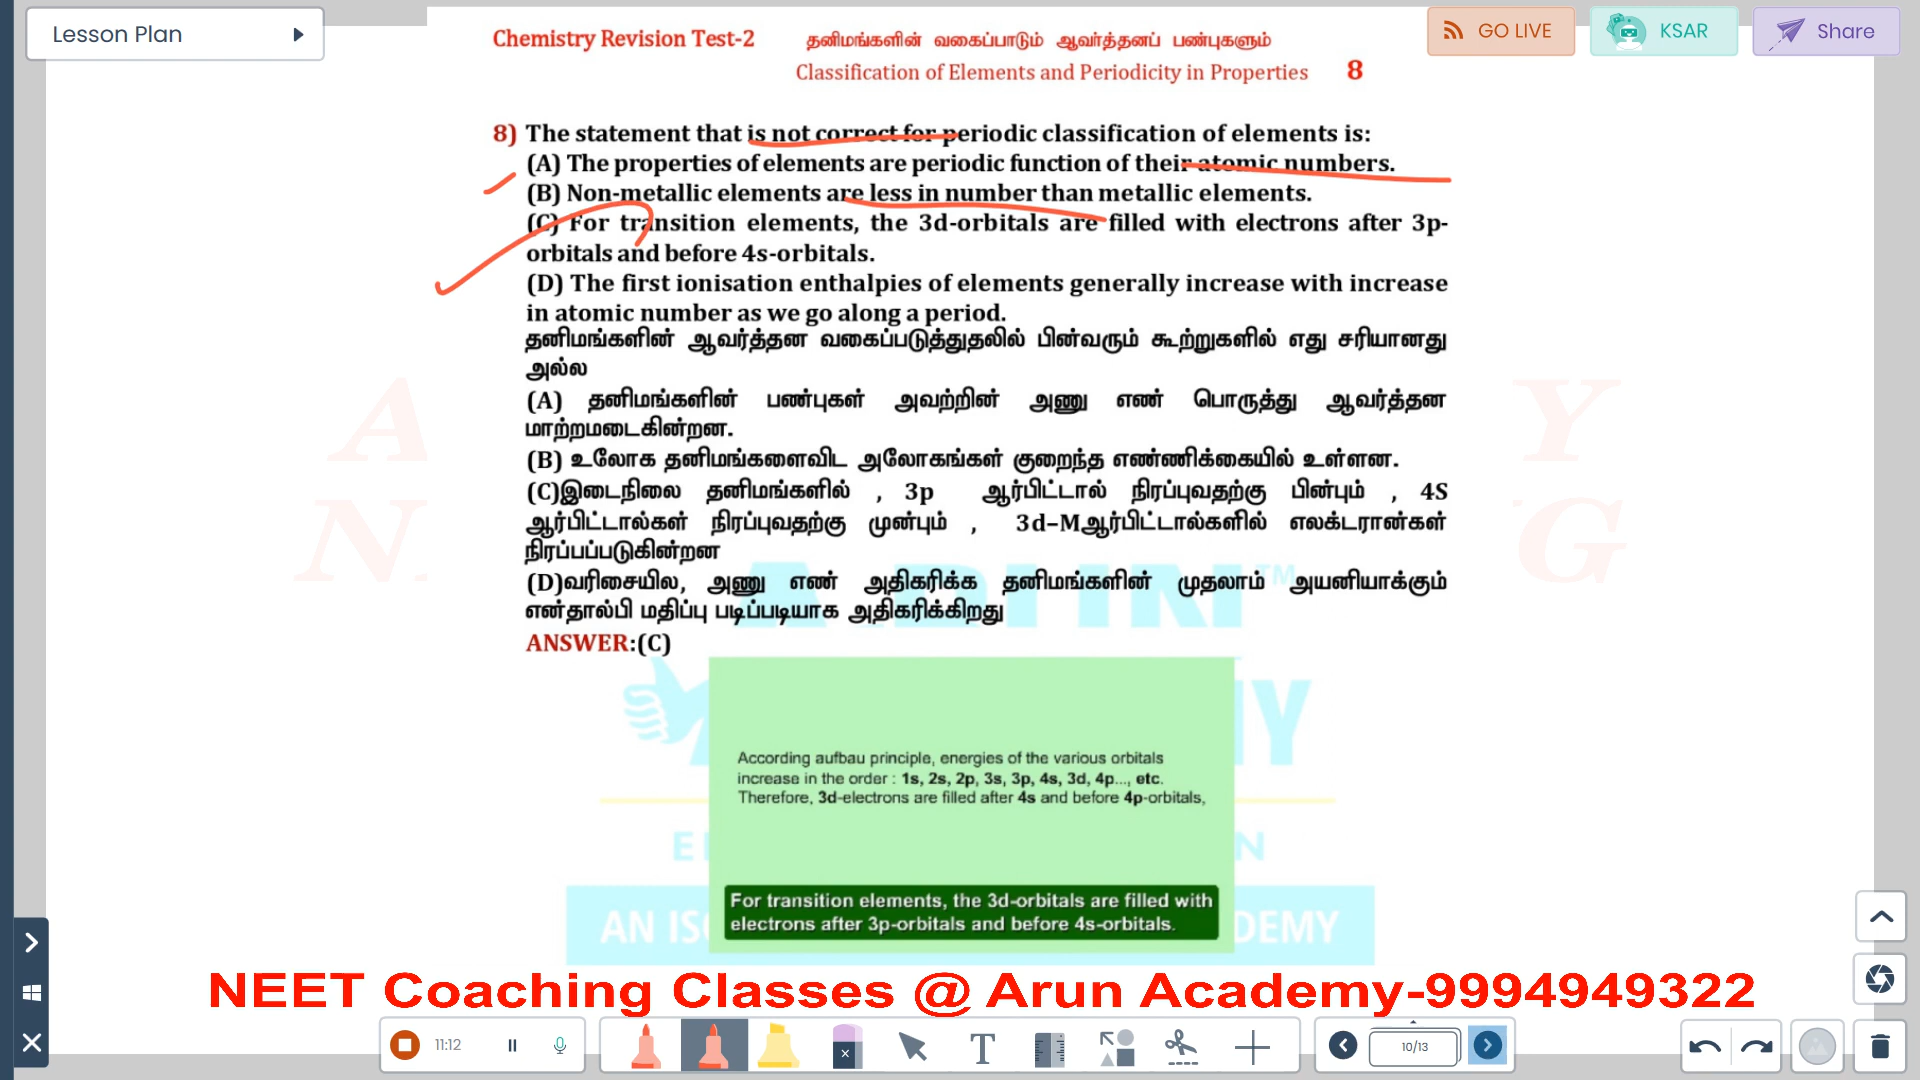 Lesson Plan
Chemistry Revision Test-2 தனிமங்களின் வகைப்பாடும் ஆவர்த்தனப் பண்புகளும்
Classification of Elements and Periodicity in Properties 8
GO LIVE
KSAR
Share
8) The statement that is not correct for periodic classification of elements is:
(A) The properties of elements are periodic function of their atomic numbers.
(B) Non-metallic elements are less in number than metallic elements.
(C) For transition elements, the 3d-orbitals are filled with electrons after 3p-
orbitals and before 4s-orbitals.
(D) The first ionisation enthalpies of elements generally increase with increase
in atomic number as we go along a period.
தனிமங்களின் ஆவர்த்தன வகைப்படுத்துதலில் பின்வரும் கூற்றுகளில் எது சரியானது
அல்ல
(A) தனிமங்களின் பண்புகள் அவற்றின் அணு எண் பொருத்து ஆவர்த்தன
மாற்றமடைகின்றன.
(B) உலோக தனிமங்களைவிட அலோகங்கள் குறைந்த எண்ணிக்கையில் உள்ளன.
(C)இடைநிலை தனிமங்களில் , 3p ஆர்பிட்டால் நிரப்புவதற்கு பின்பும் , 4S
ஆர்பிட்டால்கள் நிரப்புவதற்கு முன்பும் , 3d–Mஆர்பிட்டால்களில் எலக்டரான்கள்
நிரப்பப்படுகின்றன
(D)வரிசையில, அணு எண் அதிகரிக்க தனிமங்களின் முதலாம் அயனியாக்கும்
என்தால்பி மதிப்பு படிப்படியாக அதிகரிக்கிறது
ANSWER:(C)
According aufbau principle, energies of the various orbitals
increase in the order : 1s, 2s, 2p, 3s, 3p, 4s, 3d, 4p..., etc.
Therefore, 3d-electrons are filled after 4s and before 4p-orbitals,
For transition elements, the 3d-orbitals are filled with
electrons after 3p-orbitals and before 4s-orbitals.
NEET Coaching Classes @ Arun Academy-9994949322
11:12
10/13